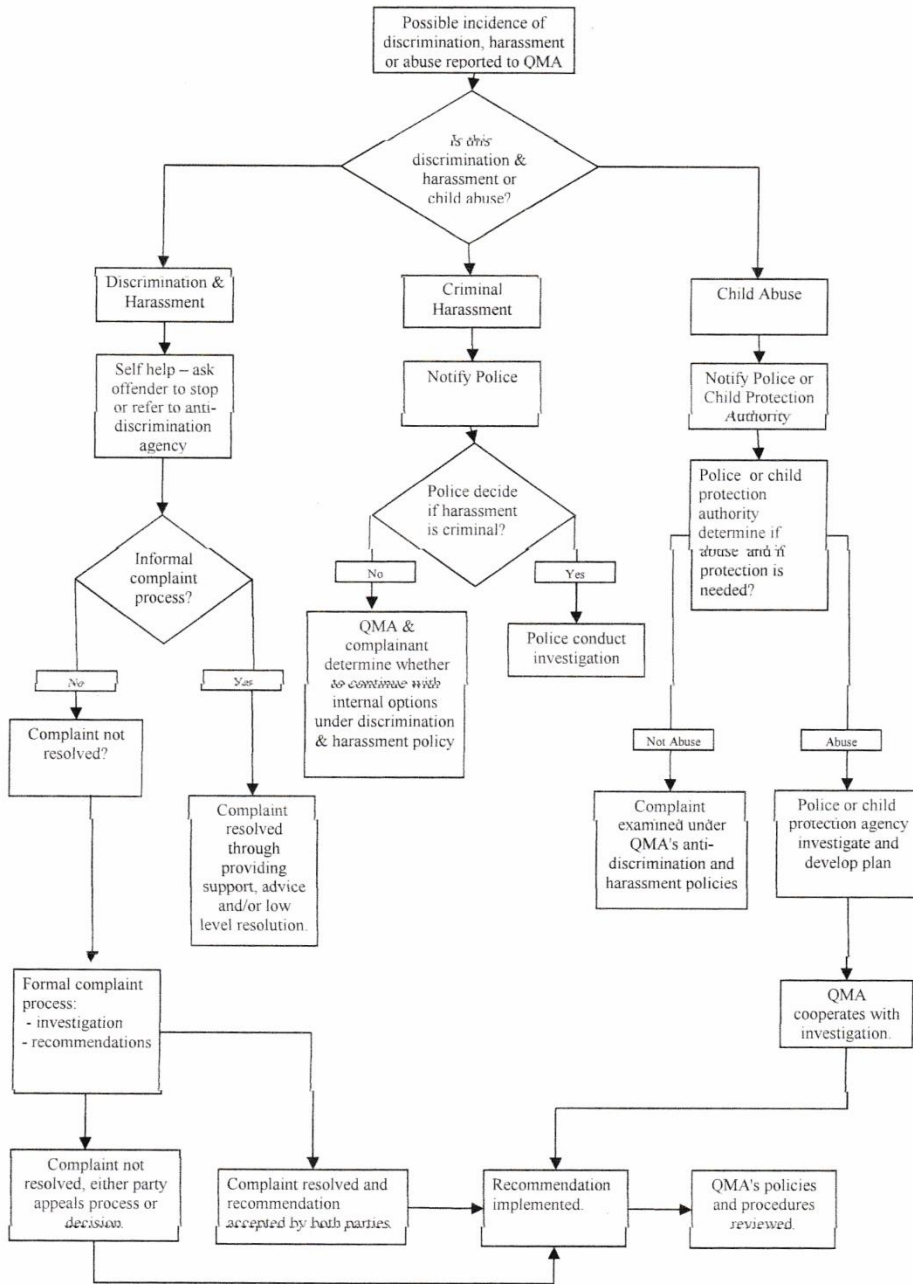 Possible incidence of
discrimination, harassment
or abuse reported to QMA
Is this
discrimination &
harassment or
child abuse?
Discrimination &
Harassment
Criminal
Harassment
Child Abuse
Self help – ask
offender to stop
or refer to anti-
discrimination
agency
Notify Police
Notify Police or
Child Protection
Authority
Police decide
if harassment
is criminal?
Police or child
protection
authority
determine if
abuse and if
protection is
needed?
Informal
complaint
process?
No
Yes
QMA &
complainant
determine whether
to continue with
internal options
under discrimination
& harassment policy
Police conduct
investigation
No
Yes
Complaint not
resolved?
Not Abuse
Abuse
Complaint
resolved
through
providing
support, advice
and/or low
level resolution.
Complaint
examined under
QMA's anti-
discrimination and
harassment policies
Police or child
protection agency
investigate and
develop plan
Formal complaint
process:
- investigation
- recommendations
QMA
cooperates with
investigation.
Complaint not
resolved, either party
appeals process or
decision.
Complaint resolved and
recommendation
accepted by both parties.
Recommendation
implemented.
QMA's policies
and procedures
reviewed.